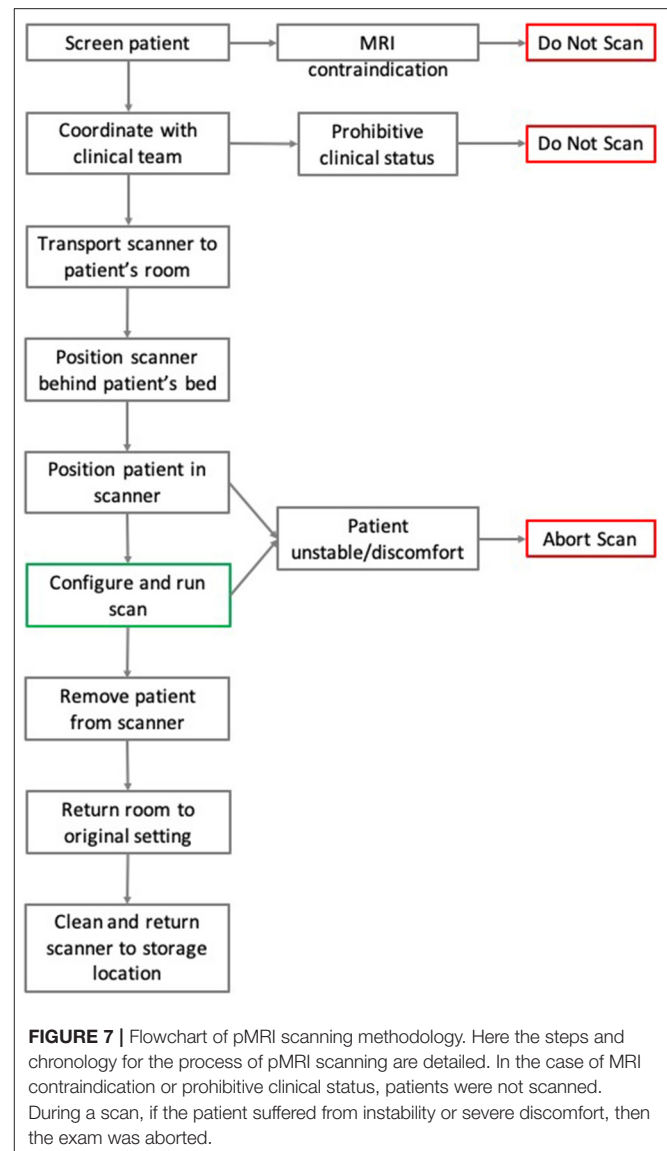 Screen patient
MRI
contraindication
Do Not Scan
Coordinate with
clinical team
Prohibitive
clinical status
Do Not Scan
Transport scanner to
patient's room
Position scanner
behind patient's bed
Position patient in
scanner
Patient
unstable/discomfort
Abort Scan
Configure and run
scan
Remove patient
from scanner
Return room to
original setting
Clean and return
scanner to storage
location
FIGURE 7 | Flowchart of pMRI scanning methodology. Here the steps and
chronology for the process of pMRI scanning are detailed. In the case of MRI
contraindication or prohibitive clinical status, patients were not scanned.
During a scan, if the patient suffered from instability or severe discomfort, then
the exam was aborted.